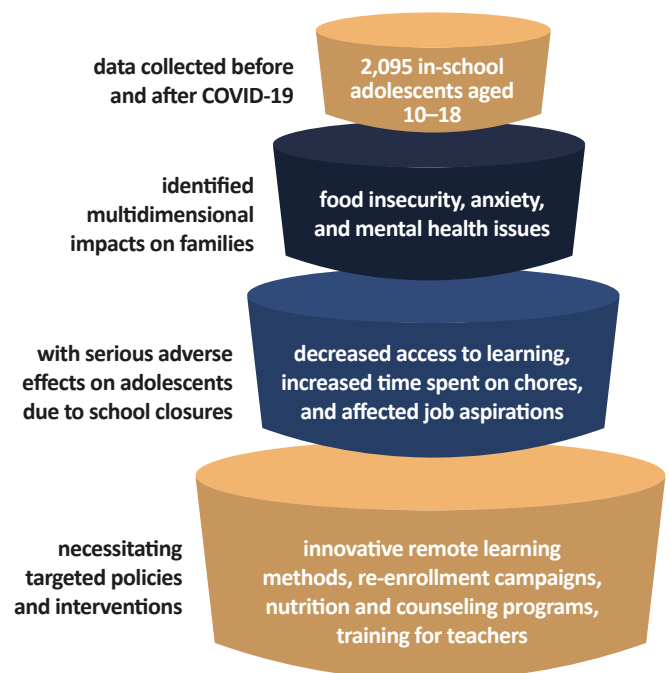 data collected before
and after COVID-19
2,095 in-school
adolescents aged
10–18
identified
multidimensional
impacts on families
food insecurity, anxiety,
and mental health issues
with serious adverse
effects on adolescents
due to school closures
decreased access to learning,
increased time spent on chores,
and affected job aspirations
necessitating
targeted policies
and interventions
innovative remote learning
methods, re-enrollment campaigns,
nutrition and counseling programs,
training for teachers